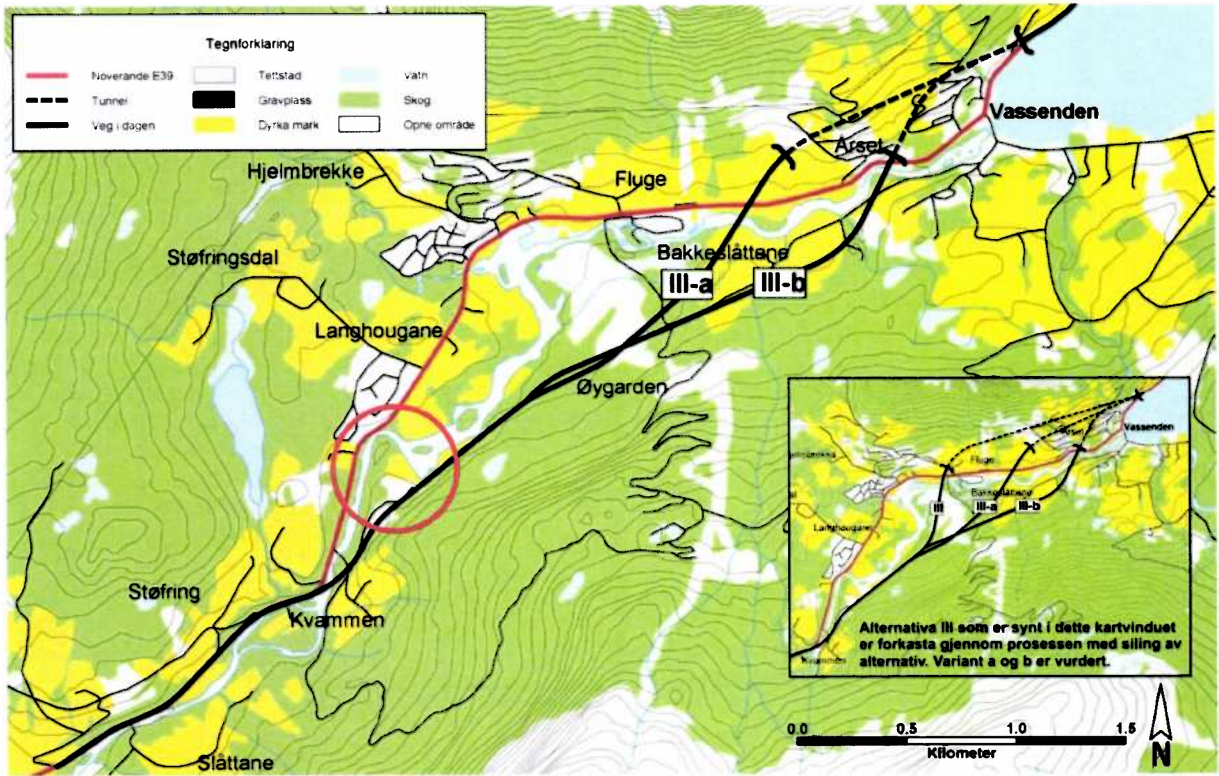 Tegnforklaring
Noverande E39
Tettstad
Vatn
Tunnel
Gravplass
Skog
Veg i dagen
Dyrka mark
Opne område
Vassenden
Årset
Hjelmbrekke
Fluge
Støfringsdal
Bakkeslåttane
III-a
III-b
Langhougane
Øygarden
Støfring
Kvammen
Slåttane
Vassenden
Årset
Fluge
Bakkeslåttane
III
III-a
III-b
Langhougane
Kvammen
Alternativa III som er synt i dette kartvinduet
er forkasta gjennom prosessen med siling av
alternativ. Variant a og b er vurdert.
0.0 0.5 1.0 1.5
Kilometer
N